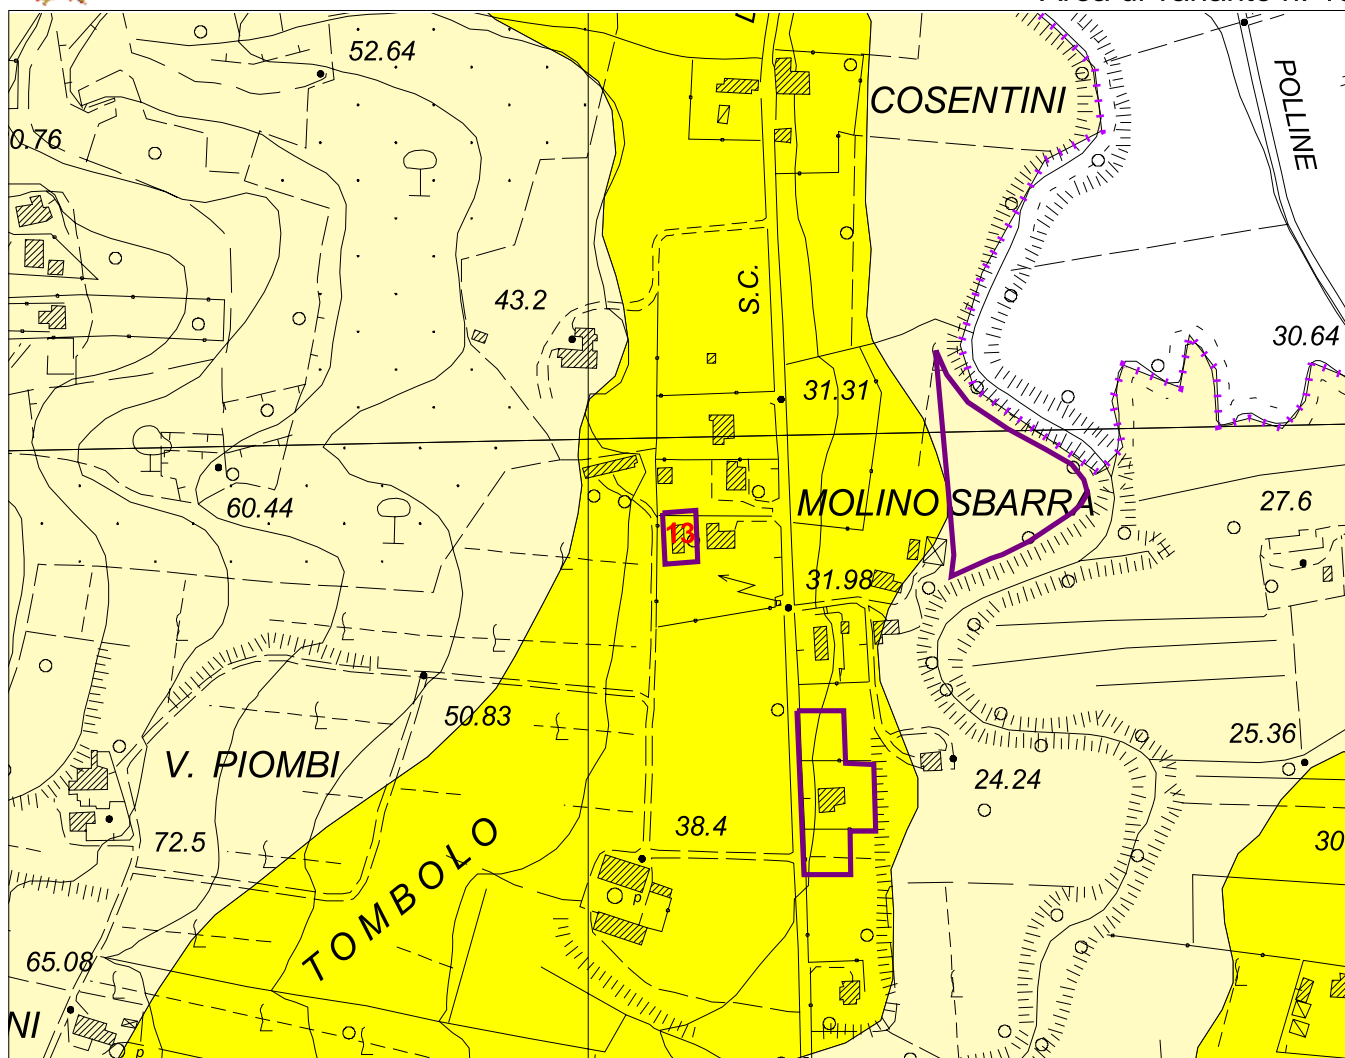 52.64
COSENTINI
POLLINE
0.76
S.C.
43.2
30.64
31.31
60.44
MOLINO SBARRA
27.6
13
31.98
50.83
V. PIOMBI
25.36
24.24
38.4
72.5
30
TOMBOLO
p
65.08
NI
p